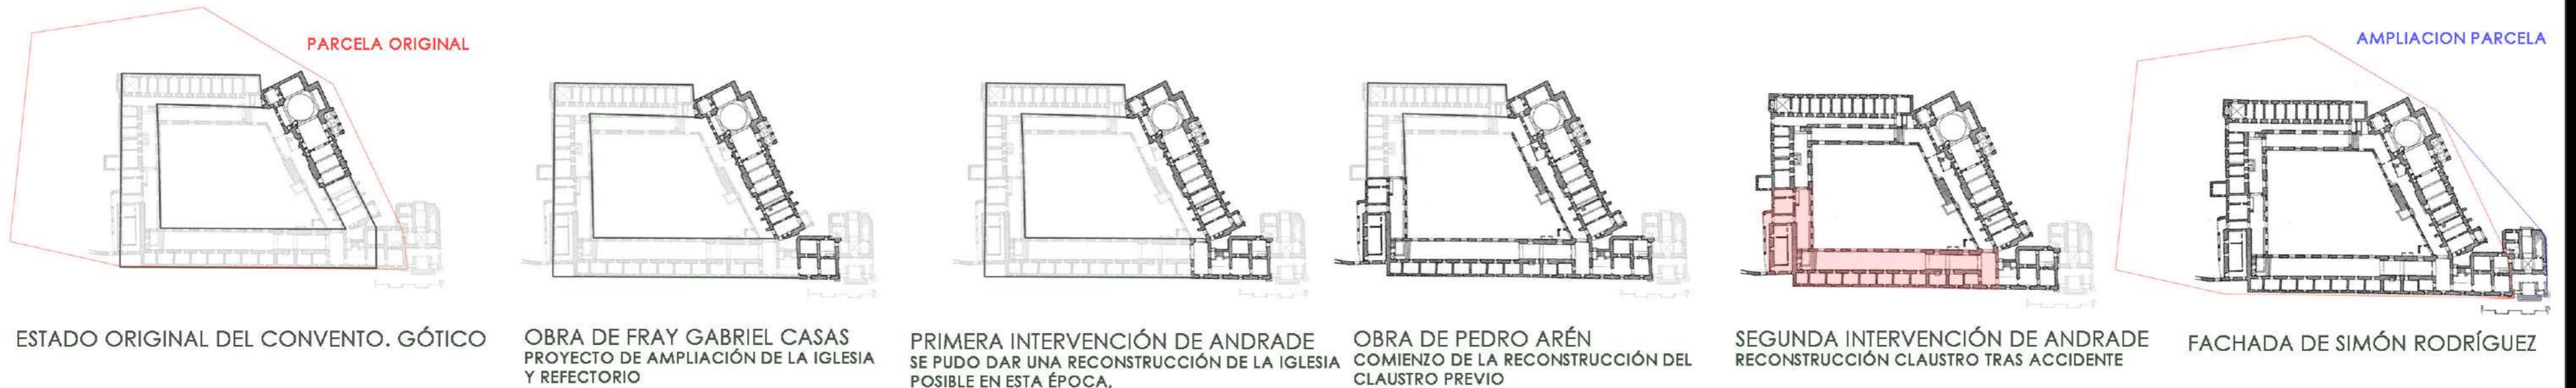 PARCELA ORIGINAL
AMPLIACION PARCELA
ESTADO ORIGINAL DEL CONVENTO. GÓTICO
OBRA DE FRAY GABRIEL CASAS
PROYECTO DE AMPLIACIÓN DE LA IGLESIA
Y REFECTORIO
PRIMERA INTERVENCIÓN DE ANDRADE
SE PUDO DAR UNA RECONSTRUCCIÓN DE LA IGLESIA
POSIBLE EN ESTA ÉPOCA,
OBRA DE PEDRO ARÉN
COMIENZO DE LA RECONSTRUCCIÓN DEL
CLAUSTRO PREVIO
SEGUNDA INTERVENCIÓN DE ANDRADE
RECONSTRUCCIÓN CLAUSTRO TRAS ACCIDENTE
FACHADA DE SIMÓN RODRÍGUEZ